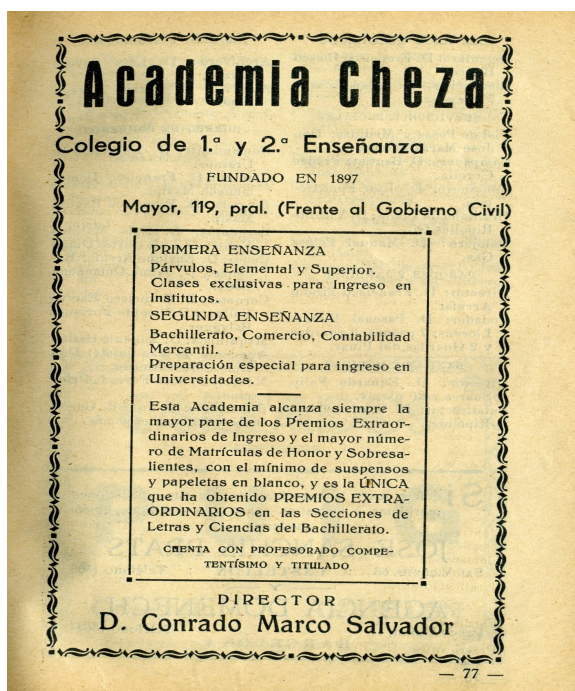 Academia Cheza
Colegio de 1.ª y 2.ª Enseñanza
FUNDADO EN 1897
Mayor, 119, pral. (Frente al Gobierno Civil)
PRIMERA ENSEÑANZA
Párvulos, Elemental y Superior.
Clases exclusivas para Ingreso en
Institutos.
SEGUNDA ENSEÑANZA
Bachillerato, Comercio, Contabilidad
Mercantil.
Preparación especial para ingreso en
Universidades.
Esta Academia alcanza siempre la
mayor parte de los Premios Extraor-
dinarios de Ingreso y el mayor núme-
ro de Matrículas de Honor y Sobresa-
lientes, con el mínimo de suspensos
y papeletas en blanco, y es la ÚNICA
que ha obtenido PREMIOS EXTRA-
ORDINARIOS en las Secciones de
Letras y Ciencias del Bachillerato.
CUENTA CON PROFESORADO COMPE-
TENTÍSIMO Y TITULADO
DIRECTOR
D. Conrado Marco Salvador
— 77 —